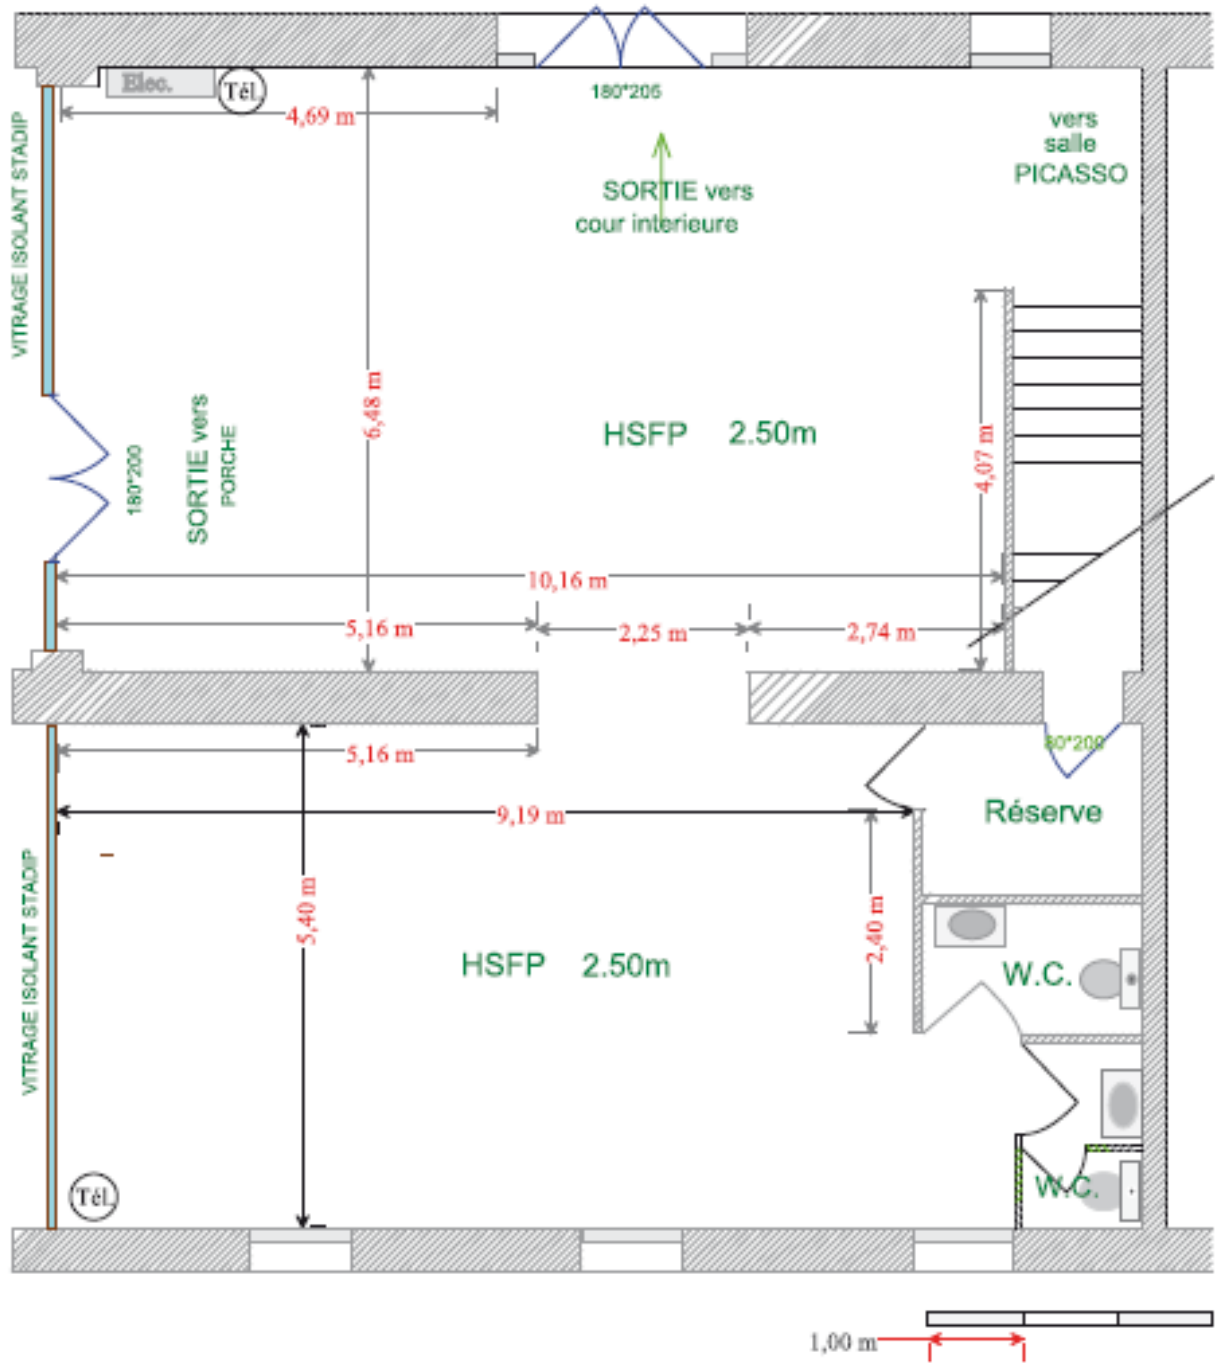 Elec.
Tél.
180*205
4,69 m
vers
salle
PICASSO
VITRAGE ISOLANT STADIP
SORTIE vers
cour interieure
6,48 m
SORTIE vers
PORCHE
180*200
HSFP 2.50m
4,07 m
10,16 m
5,16 m
2,25 m
2,74 m
5,16 m
80*200
9,19 m
Réserve
VITRAGE ISOLANT STADIP
5,40 m
2,40 m
HSFP 2.50m
W.C.
Tél.
W.C.
1,00 m